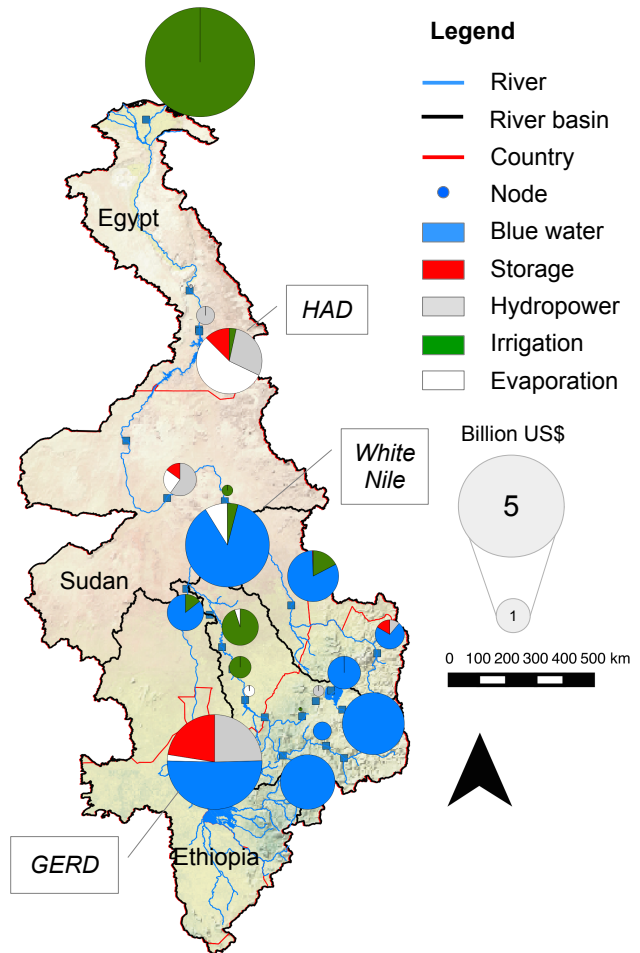 Legend
River
River basin
Country
Node
Blue water
Storage
Hydropower
Irrigation
Evaporation
Egypt
HAD
Billion US$
5
1
White
Nile
Sudan
0 100 200 300 400 500 km
GERD
Ethiopia